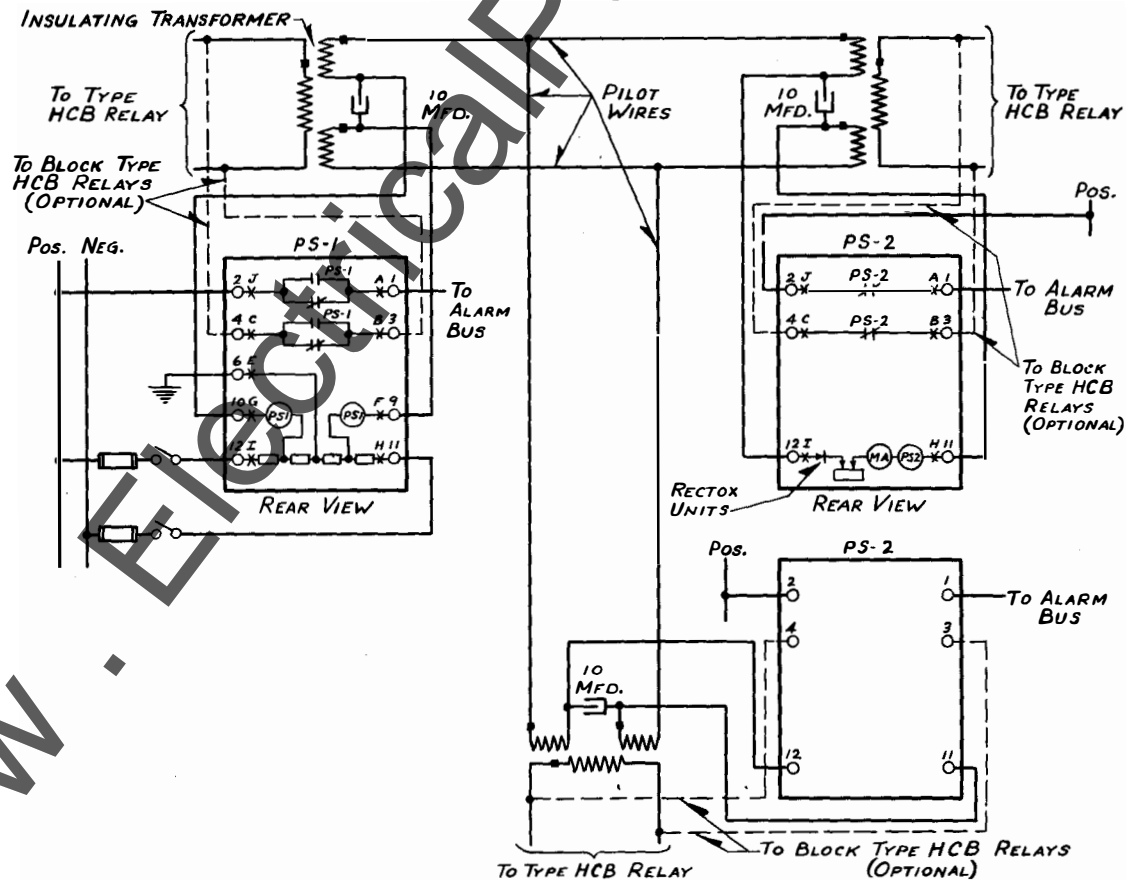 INSULATING TRANSFORMER
TO TYPE
HCB RELAY
10
MFD.
PILOT
WIRES
10
MFD.
TO TYPE
HCB RELAY
TO BLOCK TYPE
HCB RELAYS
(OPTIONAL)
POS. NEG.
PS-1
2 J
PS-1
A 1
4 C
PS-1
B 3
6 E
10 G
PS1
PS1
F 9
12 I
H 11
REAR VIEW
TO
ALARM
BUS
POS.
PS-2
2 J
PS-2
A 1
4 C
PS-2
B 3
12 I
MA
PS2
H 11
RECTOX
UNITS
REAR VIEW
TO ALARM
BUS
TO BLOCK
TYPE HCB
RELAYS
(OPTIONAL)
POS.
PS-2
2
1
4
3
12
11
TO ALARM
BUS
10
MFD.
TO TYPE HCB RELAY
TO BLOCK TYPE HCB RELAYS
(OPTIONAL)
w . ElectricalP